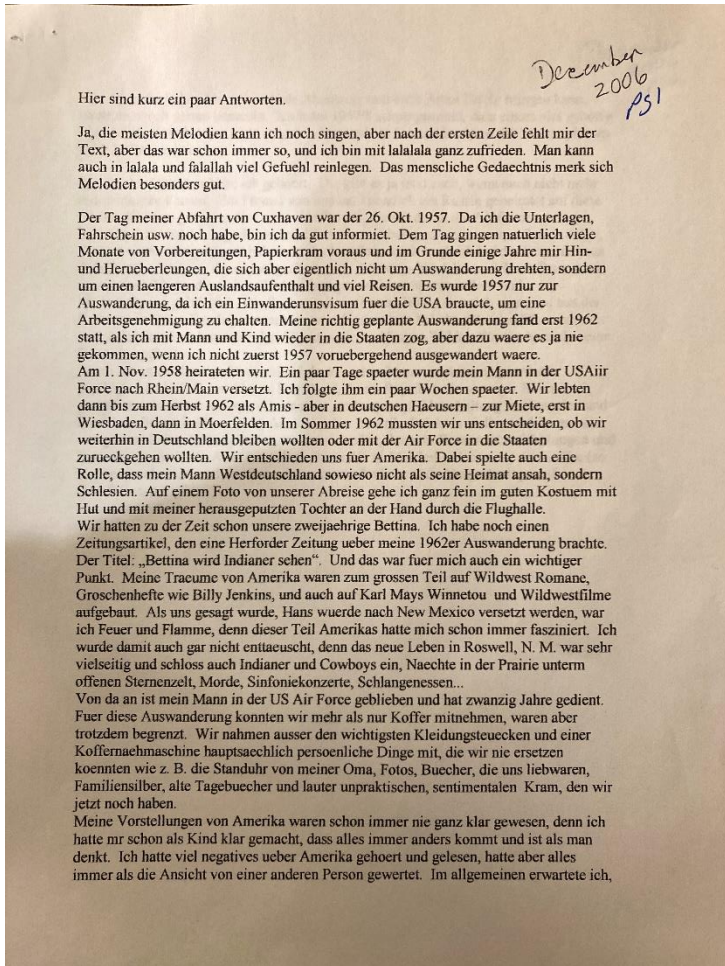 Dezember
2006
PS1
Hier sind kurz ein paar Antworten.
Ja, die meisten Melodien kann ich noch singen, aber nach der ersten Zeile fehlt mir der
Text, aber das war schon immer so, und ich bin mit lalalala ganz zufrieden. Man kann
auch in lalala und falallah viel Gefuehl reinlegen. Das menscliche Gedaechtnis merk sich
Melodien besonders gut.
Der Tag meiner Abfahrt von Cuxhaven war der 26. Okt. 1957. Da ich die Unterlagen,
Fahrschein usw. noch habe, bin ich da gut informiet. Dem Tag gingen natuerlich viele
Monate von Vorbereitungen, Papierkram voraus und im Grunde einige Jahre mir Hin-
und Herueberleungen, die sich aber eigentlich nicht um Auswanderung drehten, sondern
um einen laengeren Auslandsaufenthalt und viel Reisen. Es wurde 1957 nur zur
Auswanderung, da ich ein Einwanderunsvisum fuer die USA braucte, um eine
Arbeitsgenehmigung zu ehalten. Meine richtig geplante Auswanderung fand erst 1962
statt, als ich mit Mann und Kind wieder in die Staaten zog, aber dazu waere es ja nie
gekommen, wenn ich nicht zuerst 1957 voruebergehend ausgewandert waere.
Am 1. Nov. 1958 heirateten wir. Ein paar Tage spaeter wurde mein Mann in der USAiir
Force nach Rhein/Main versetzt. Ich folgte ihm ein paar Wochen spaeter. Wir lebten
dann bis zum Herbst 1962 als Amis - aber in deutschen Haeusern – zur Miete, erst in
Wiesbaden, dann in Moerfelden. Im Sommer 1962 mussten wir uns entscheiden, ob wir
weiterhin in Deutschland bleiben wollten oder mit der Air Force in die Staaten
zurueckgehen wollten. Wir entschieden uns fuer Amerika. Dabei spielte auch eine
Rolle, dass mein Mann Westdeutschland sowieso nicht als seine Heimat ansah, sondern
Schlesien. Auf einem Foto von unserer Abreise gehe ich ganz fein im guten Kostuem mit
Hut und mit meiner herausgeputzten Tochter an der Hand durch die Flughalle.
Wir hatten zu der Zeit schon unsere zweijaehrige Bettina. Ich habe noch einen
Zeitungsartikel, den eine Herforder Zeitung ueber meine 1962er Auswanderung brachte.
Der Titel: „Bettina wird Indianer sehen“. Und das war fuer mich auch ein wichtiger
Punkt. Meine Traeume von Amerika waren zum grossen Teil auf Wildwest Romane,
Groschenhefte wie Billy Jenkins, und auch auf Karl Mays Winnetou und Wildwestfilme
aufgebaut. Als uns gesagt wurde, Hans wuerde nach New Mexico versetzt werden, war
ich Feuer und Flamme, denn dieser Teil Amerikas hatte mich schon immer fasziniert. Ich
wurde damit auch gar nicht enttaeuscht, denn das neue Leben in Roswell, N. M. war sehr
vielseitig und schloss auch Indianer und Cowboys ein, Naechte in der Prairie unterm
offenen Sternenzelt, Morde, Sinfoniekonzerte, Schlangenessen...
Von da an ist mein Mann in der US Air Force geblieben und hat zwanzig Jahre gedient.
Fuer diese Auswanderung konnten wir mehr als nur Koffer mitnehmen, waren aber
trotzdem begrenzt. Wir nahmen ausser den wichtigsten Kleidungsteuecken und einer
Koffernaehmaschine hauptsaechlich persoenliche Dinge mit, die wir nie ersetzen
koennten wie z. B. die Standuhr von meiner Oma, Fotos, Buecher, die uns liebwaren,
Familiensilber, alte Tagebuecher und lauter unpraktischen, sentimentalen Kram, den wir
jetzt noch haben.
Meine Vorstellungen von Amerika waren schon immer nie ganz klar gewesen, denn ich
hatte mr schon als Kind klar gemacht, dass alles immer anders kommt und ist als man
denkt. Ich hatte viel negatives ueber Amerika gehoert und gelesen, hatte aber alles
immer als die Ansicht von einer anderen Person gewertet. Im allgemeinen erwartete ich,